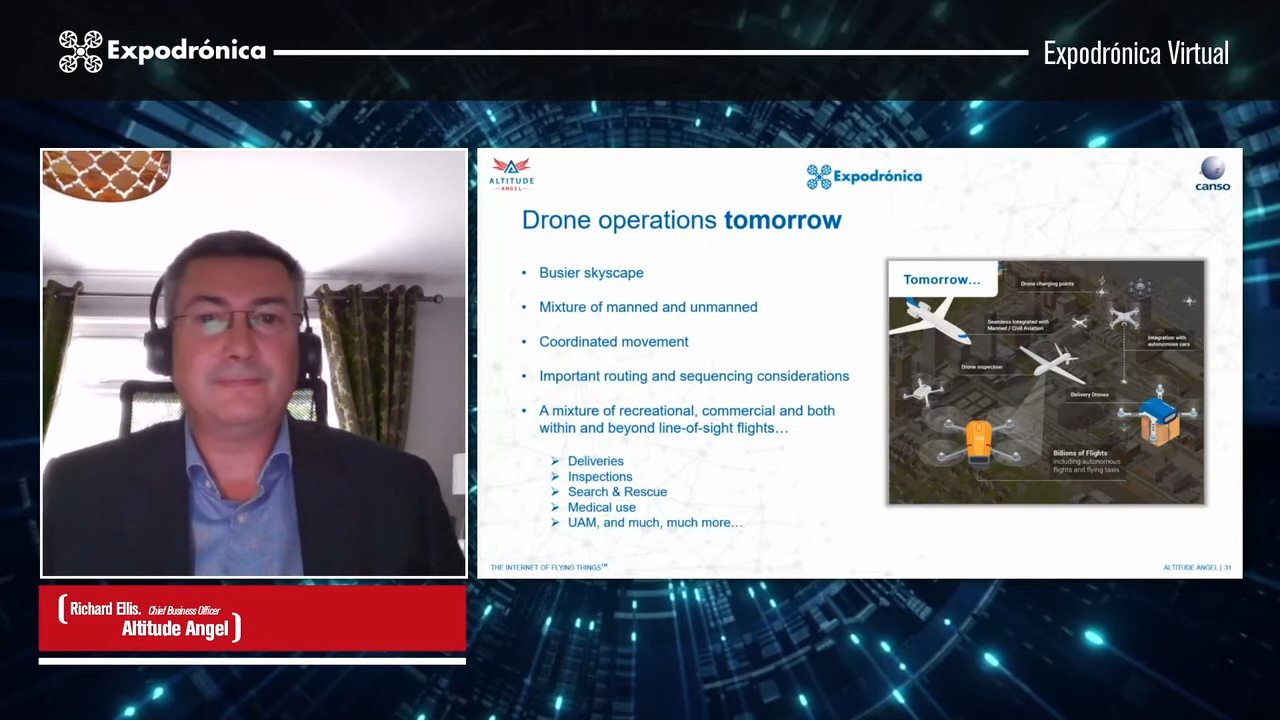 Expodrónica
Expodrónica Virtual
ALTITUDE
ANGEL
Expodrónica
canso
Drone operations tomorrow
• Busier skyscape
• Mixture of manned and unmanned
• Coordinated movement
• Important routing and sequencing considerations
• A mixture of recreational, commercial and both
within and beyond line-of-sight flights…
➢ Deliveries
➢ Inspections
➢ Search & Rescue
➢ Medical use
➢ UAM, and much, much more…
Tomorrow…
Drone charging points
Seamless Integrated with
Manned / Civil Aviation
Integration with
autonomous cars
Drone inspection
Delivery Drones
Billions of Flights
including autonomous
flights and flying taxies
THE INTERNET OF FLYING THINGS™
ALTITUDE ANGEL | 31
Richard Ellis. Chief Business Officer
Altitude Angel